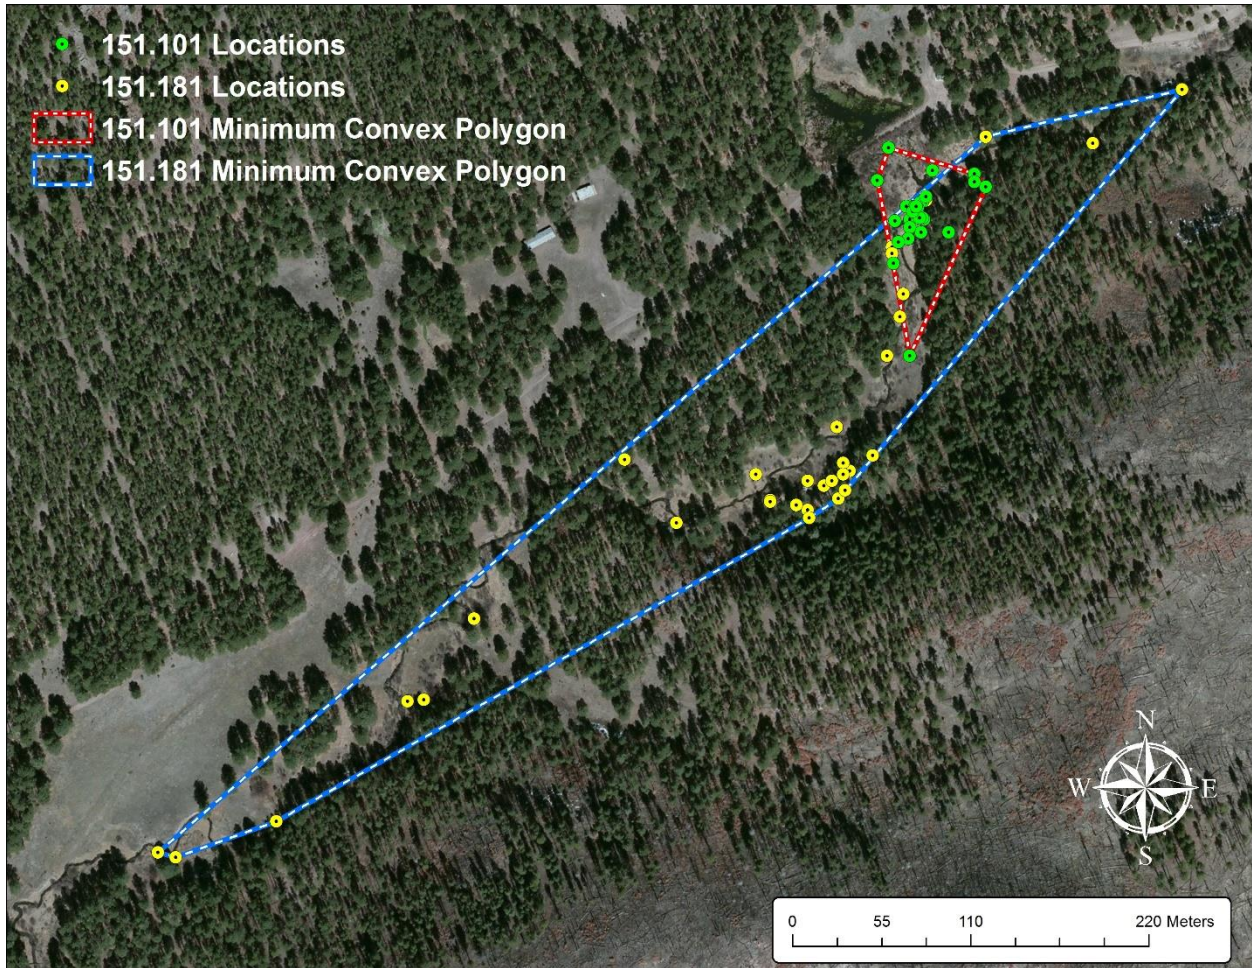 151.101 Locations
151.181 Locations
151.101 Minimum Convex Polygon
151.181 Minimum Convex Polygon
N
W E
S
0 55 110 220 Meters